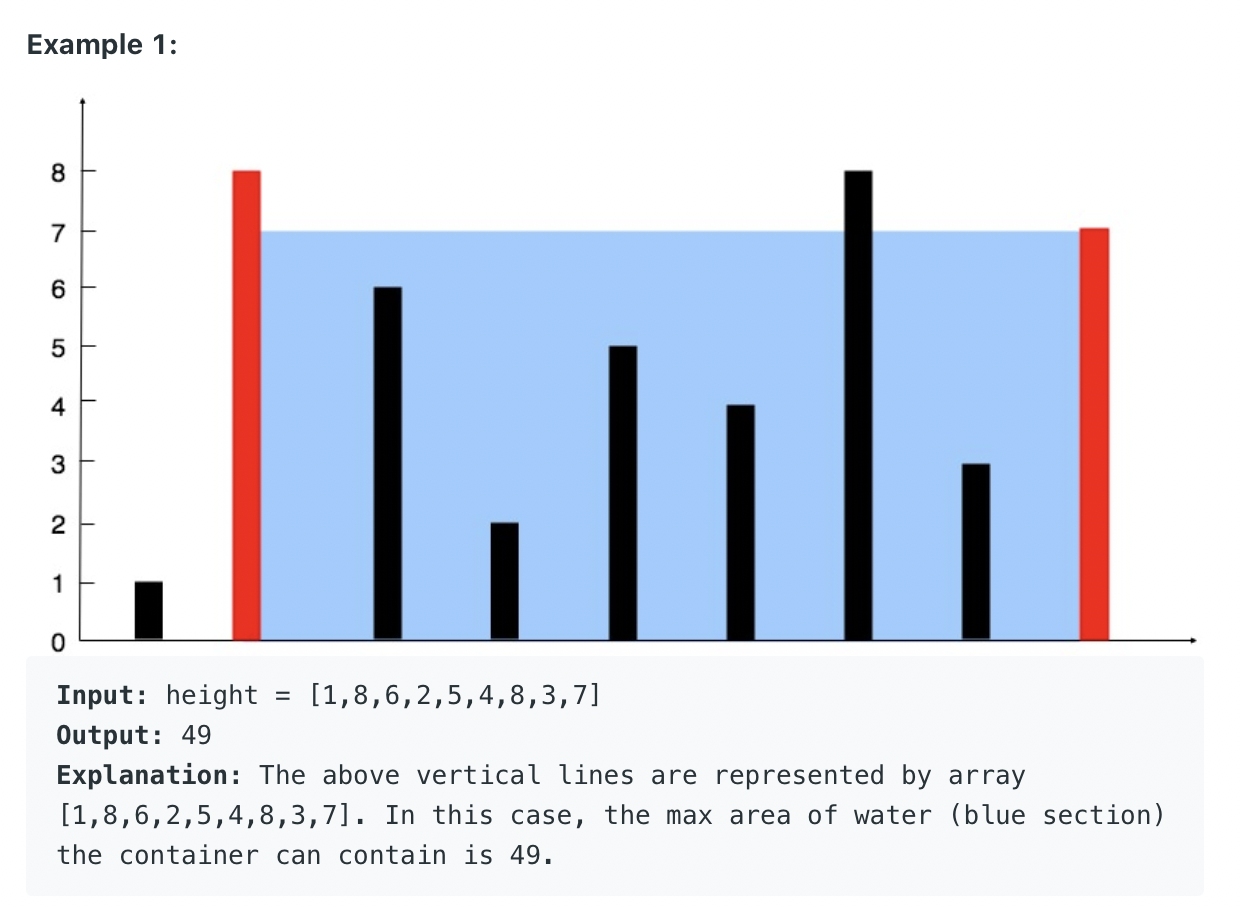 Example 1:
8
7
6
5
4
3
2
1
0
Input: height = [1,8,6,2,5,4,8,3,7]
Output: 49
Explanation: The above vertical lines are represented by array
[1,8,6,2,5,4,8,3,7]. In this case, the max area of water (blue section)
the container can contain is 49.